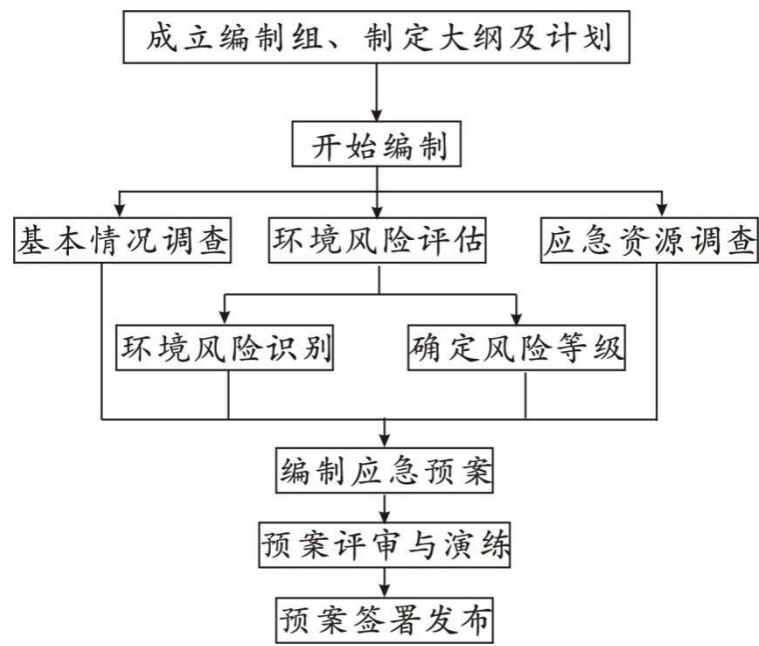 成立编制组、制定大纲及计划
开始编制
基本情况调查
环境风险评估
应急资源调查
环境风险识别
确定风险等级
编制应急预案
预案评审与演练
预案签署发布